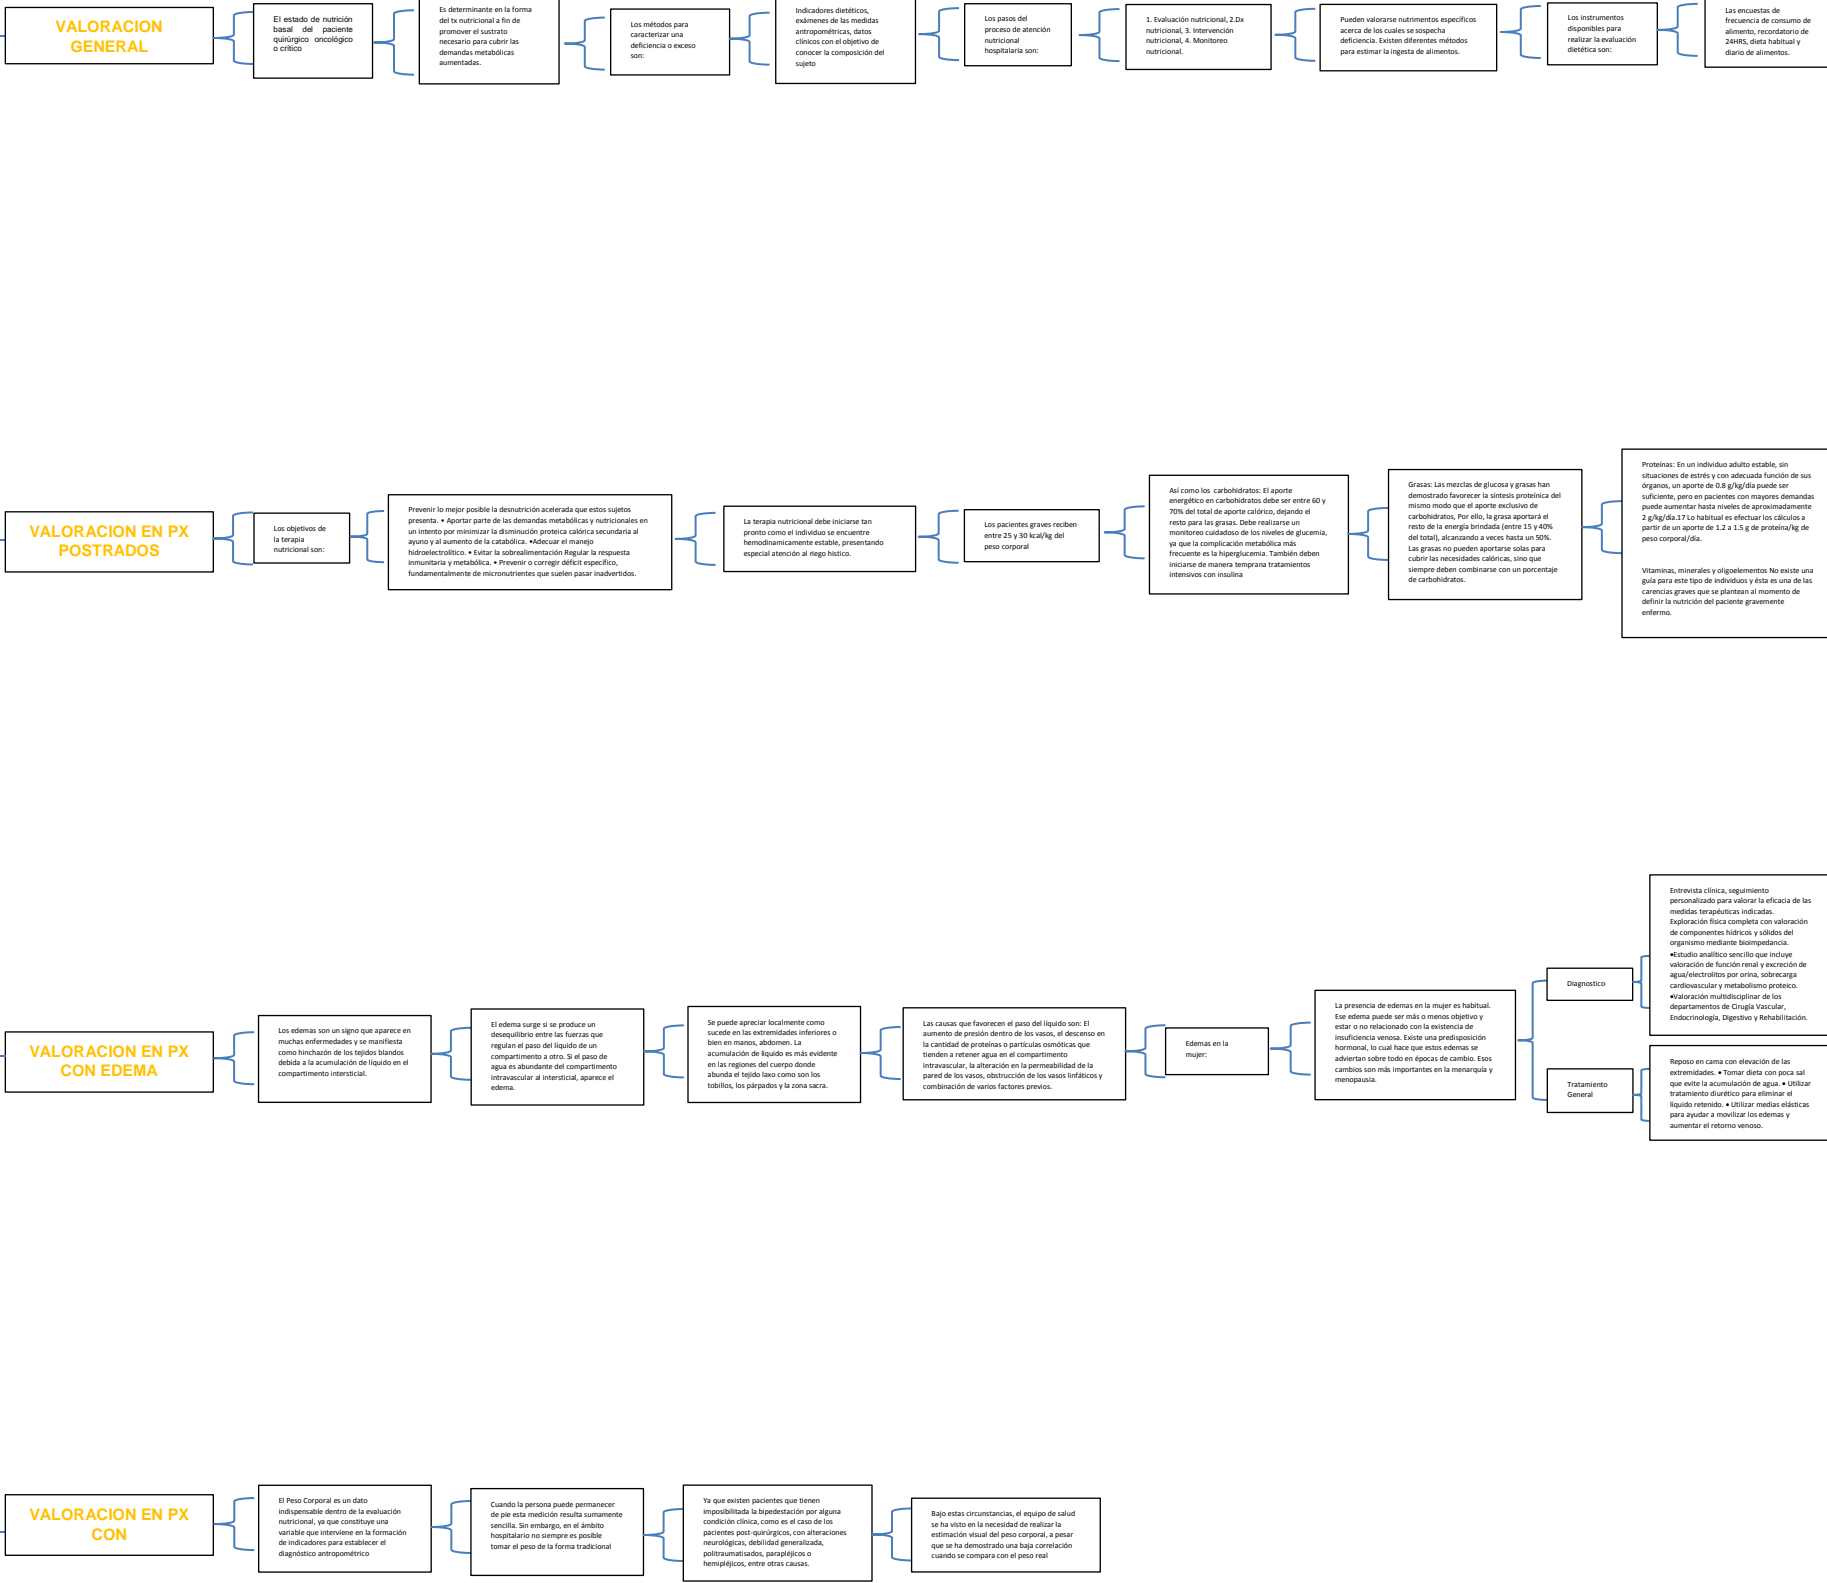 VALORACION
GENERAL
El estado de nutrición
basal del paciente
quirúrgico oncológico
o crítico
Es determinante en la forma
del tx nutricional a fin de
promover el sustrato
necesario para cubrir las
demandas metabólicas
aumentadas.
Los métodos para
caracterizar una
deficiencia o exceso
son:
Indicadores dietéticos,
exámenes de las medidas
antropométricas, datos
clínicos con el objetivo de
conocer la composición del
sujeto
Los pasos del
proceso de atención
nutricional
hospitalaria son:
1. Evaluación nutricional, 2.Dx
nutricional, 3. Intervención
nutricional, 4. Monitoreo
nutricional.
Pueden valorarse nutrimentos específicos
acerca de los cuales se sospecha
deficiencia. Existen diferentes métodos
para estimar la ingesta de alimentos.
Los instrumentos
disponibles para
realizar la evaluación
dietética son:
Las encuestas de
frecuencia de consumo de
alimento, recordatorio de
24HRS, dieta habitual y
diario de alimentos.
VALORACION EN PX
POSTRADOS
Los objetivos de
la terapia
nutricional son:
Prevenir lo mejor posible la desnutrición acelerada que estos sujetos
presenta. • Aportar parte de las demandas metabólicas y nutricionales en
un intento por minimizar la disminución proteica calórica secundaria al
ayuno y al aumento de la catabólica. •Adecuar el manejo
hidroelectrolítico. • Evitar la sobrealimentación Regular la respuesta
inmunitaria y metabólica. • Prevenir o corregir déficit específico,
fundamentalmente de micronutrientes que suelen pasar inadvertidos.
La terapia nutricional debe iniciarse tan
pronto como el individuo se encuentre
hemodinamicamente estable, presentando
especial atención al riego hístico.
Los pacientes graves reciben
entre 25 y 30 kcal/kg del
peso corporal
Así como los  carbohidratos: El aporte
energético en carbohidratos debe ser entre 60 y
70% del total de aporte calórico, dejando el
resto para las grasas. Debe realizarse un
monitoreo cuidadoso de los niveles de glucemia,
ya que la complicación metabólica más
frecuente es la hiperglucemia. También deben
iniciarse de manera temprana tratamientos
intensivos con insulina
Grasas: Las mezclas de glucosa y grasas han
demostrado favorecer la síntesis proteínica del
mismo modo que el aporte exclusivo de
carbohidratos, Por ello, la grasa aportará el
resto de la energía brindada (entre 15 y 40%
del total), alcanzando a veces hasta un 50%.
Las grasas no pueden aportarse solas para
cubrir las necesidades calóricas, sino que
siempre deben combinarse con un porcentaje
de carbohidratos.
Proteínas: En un individuo adulto estable, sin
situaciones de estrés y con adecuada función de sus
órganos, un aporte de 0.8 g/kg/día puede ser
suficiente, pero en pacientes con mayores demandas
puede aumentar hasta niveles de aproximadamente
2 g/kg/día.17 Lo habitual es efectuar los cálculos a
partir de un aporte de 1.2 a 1.5 g de proteína/kg de
peso corporal/día.
Vitaminas, minerales y oligoelementos No existe una
guía para este tipo de individuos y ésta es una de las
carencias graves que se plantean al momento de
definir la nutrición del paciente gravemente
enfermo.
VALORACION EN PX
CON EDEMA
Los edemas son un signo que aparece en
muchas enfermedades y se manifiesta
como hinchazón de los tejidos blandos
debida a la acumulación de líquido en el
compartimento intersticial.
El edema surge si se produce un
desequilibrio entre las fuerzas que
regulan el paso del líquido de un
compartimento a otro. Si el paso de
agua es abundante del compartimento
intravascular al intersticial, aparece el
edema.
Se puede apreciar localmente como
sucede en las extremidades inferiores o
bien en manos, abdomen. La
acumulación de líquido es más evidente
en las regiones del cuerpo donde
abunda el tejido laxo como son los
tobillos, los párpados y la zona sacra.
Las causas que favorecen el paso del líquido son: El
aumento de presión dentro de los vasos, el descenso en
la cantidad de proteínas o partículas osmóticas que
tienden a retener agua en el compartimento
intravascular, la alteración en la permeabilidad de la
pared de los vasos, obstrucción de los vasos linfáticos y
combinación de varios factores previos.
Edemas en la
mujer:
La presencia de edemas en la mujer es habitual.
Ese edema puede ser más o menos objetivo y
estar o no relacionado con la existencia de
insuficiencia venosa. Existe una predisposición
hormonal, lo cual hace que estos edemas se
adviertan sobre todo en épocas de cambio. Esos
cambios son más importantes en la menarquía y
menopausia.
Diagnostico
Entrevista clínica, seguimiento
personalizado para valorar la eficacia de las
medidas terapéuticas indicadas.
Exploración física completa con valoración
de componentes hídricos y sólidos del
organismo mediante bioimpedancia.
•Estudio analítico sencillo que incluye
valoración de función renal y excreción de
agua/electrolitos por orina, sobrecarga
cardiovascular y metabolismo proteico.
•Valoración multidisciplinar de los
departamentos de Cirugía Vascular,
Endocrinología, Digestivo y Rehabilitación.
Tratamiento
General
Reposo en cama con elevación de las
extremidades. • Tomar dieta con poca sal
que evite la acumulación de agua. • Utilizar
tratamiento diurético para eliminar el
líquido retenido. • Utilizar medias elásticas
para ayudar a movilizar los edemas y
aumentar el retorno venoso.
VALORACION EN PX
CON
El Peso Corporal es un dato
indispensable dentro de la evaluación
nutricional, ya que constituye una
variable que interviene en la formación
de indicadores para establecer el
diagnóstico antropométrico
Cuando la persona puede permanecer
de pie esta medición resulta sumamente
sencilla. Sin embargo, en el ámbito
hospitalario no siempre es posible
tomar el peso de la forma tradicional
Ya que existen pacientes que tienen
imposibilitada la bipedestación por alguna
condición clínica, como es el caso de los
pacientes post-quirúrgicos, con alteraciones
neurológicas, debilidad generalizada,
politraumatisados, parapléjicos o
hemipléjicos, entre otras causas.
Bajo estas circunstancias, el equipo de salud
se ha visto en la necesidad de realizar la
estimación visual del peso corporal, a pesar
que se ha demostrado una baja correlación
cuando se compara con el peso real